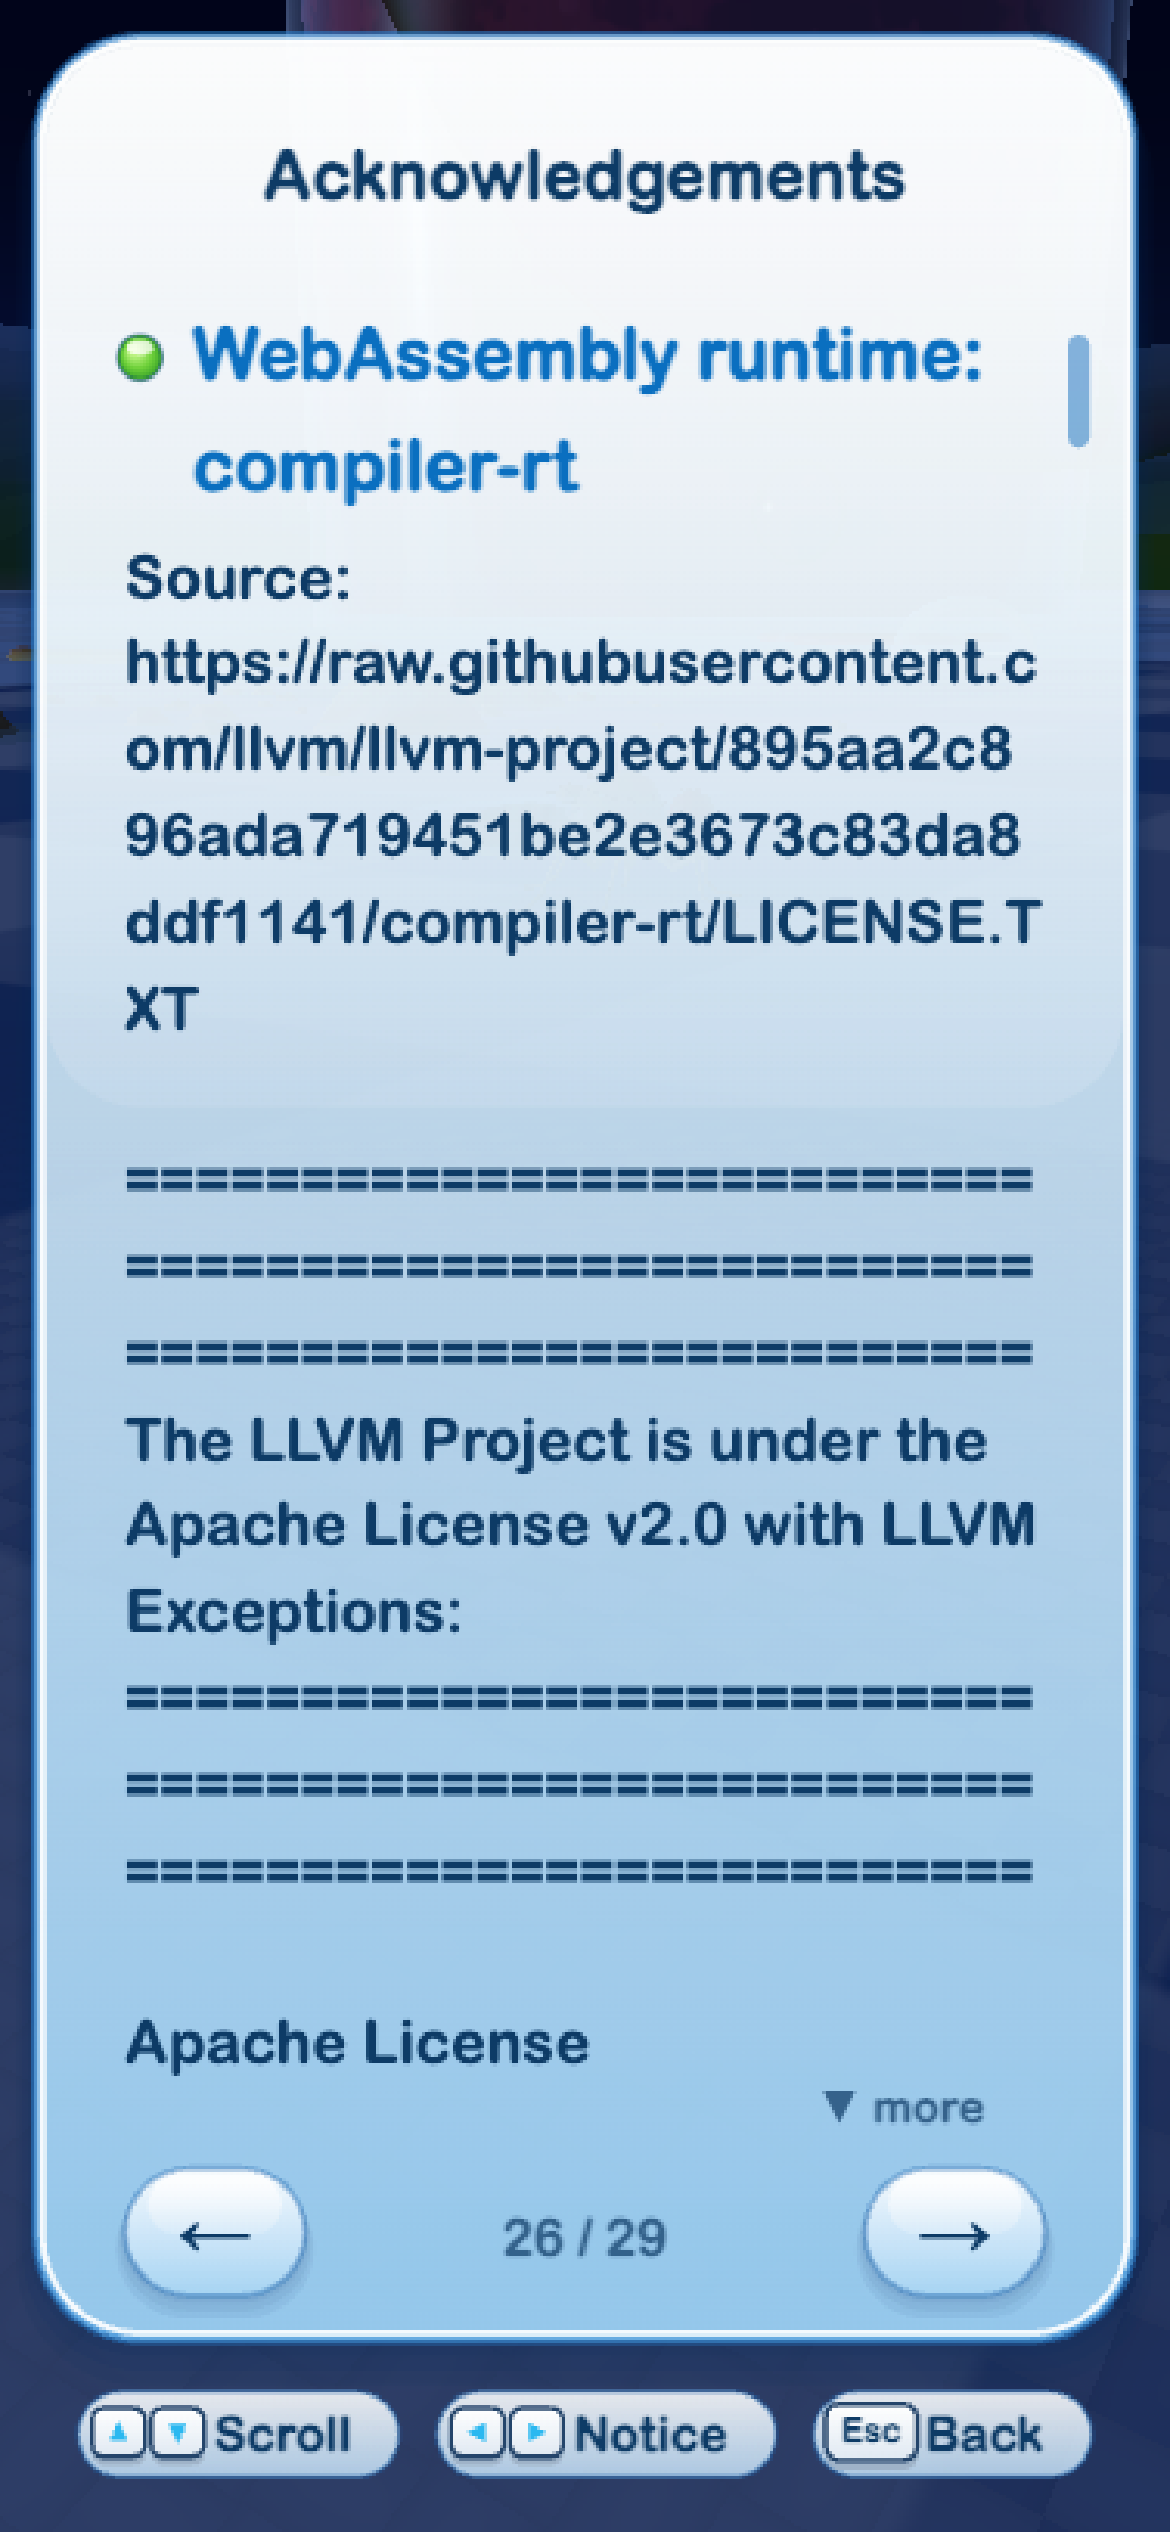 Acknowledgements
WebAssembly runtime:
compiler-rt
Source:
https://raw.githubusercontent.c
om/llvm/llvm-project/895aa2c8
96ada719451be2e3673c83da8
ddf1141/compiler-rt/LICENSE.T
XT
==========================
==========================
==========================
The LLVM Project is under the
Apache License v2.0 with LLVM
Exceptions:
==========================
==========================
==========================
Apache License
▼ more
← 26 / 29 →
▲ ▼ Scroll ◀ ▶ Notice Esc Back